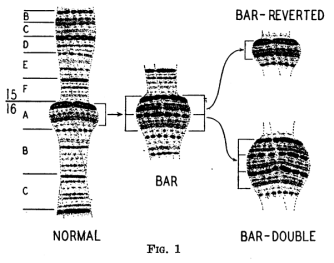 BAR-REVERTED
B
C
D
E
F
15
16
A
B
C
BAR
NORMAL
BAR-DOUBLE
FIG. 1